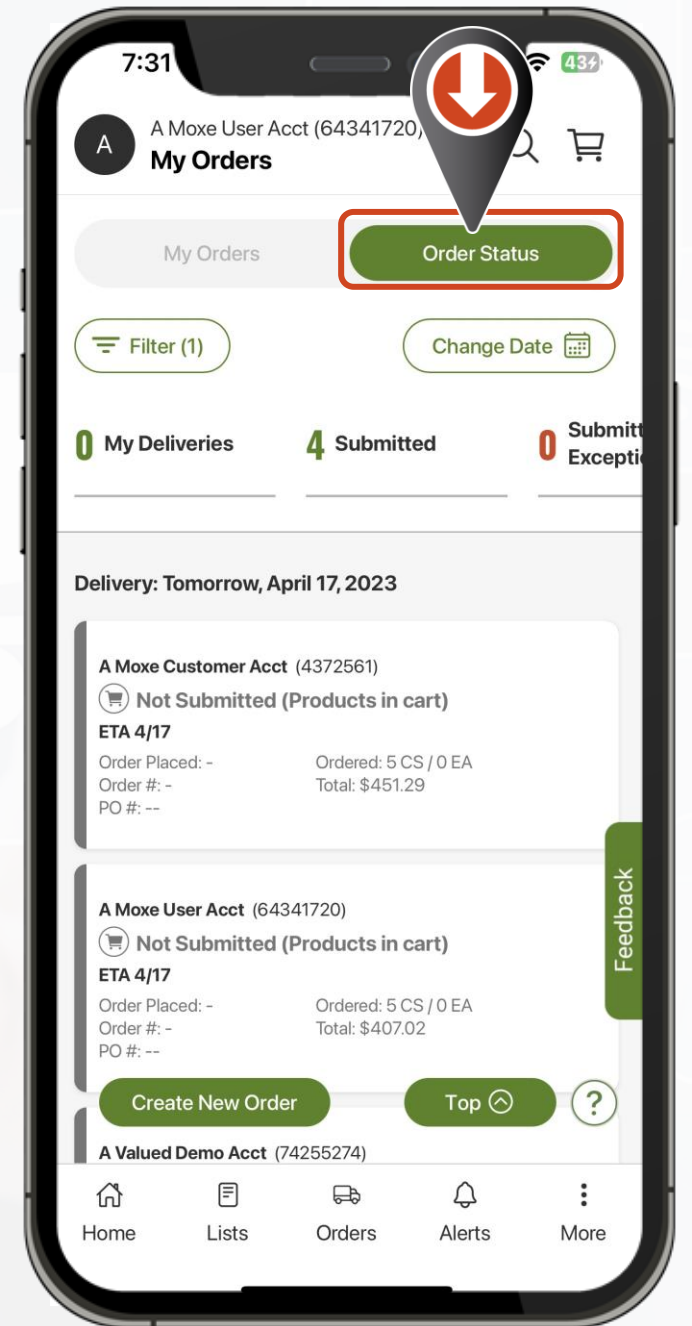 7:31
43
A
A Moxe User Acct (64341720)
My Orders
My Orders
Order Status
Filter (1)
Change Date
0 My Deliveries
4 Submitted
0 Submitt
Exceptio
Delivery: Tomorrow, April 17, 2023
A Moxe Customer Acct (4372561)
Not Submitted (Products in cart)
ETA 4/17
Order Placed: - Ordered: 5 CS / 0 EA
Order #: - Total: $451.29
PO #: --
Feedback
A Moxe User Acct (64341720)
Not Submitted (Products in cart)
ETA 4/17
Order Placed: - Ordered: 5 CS / 0 EA
Order #: - Total: $407.02
PO #: --
Create New Order
Top
?
A Valued Demo Acct (74255274)
Home Lists Orders Alerts More